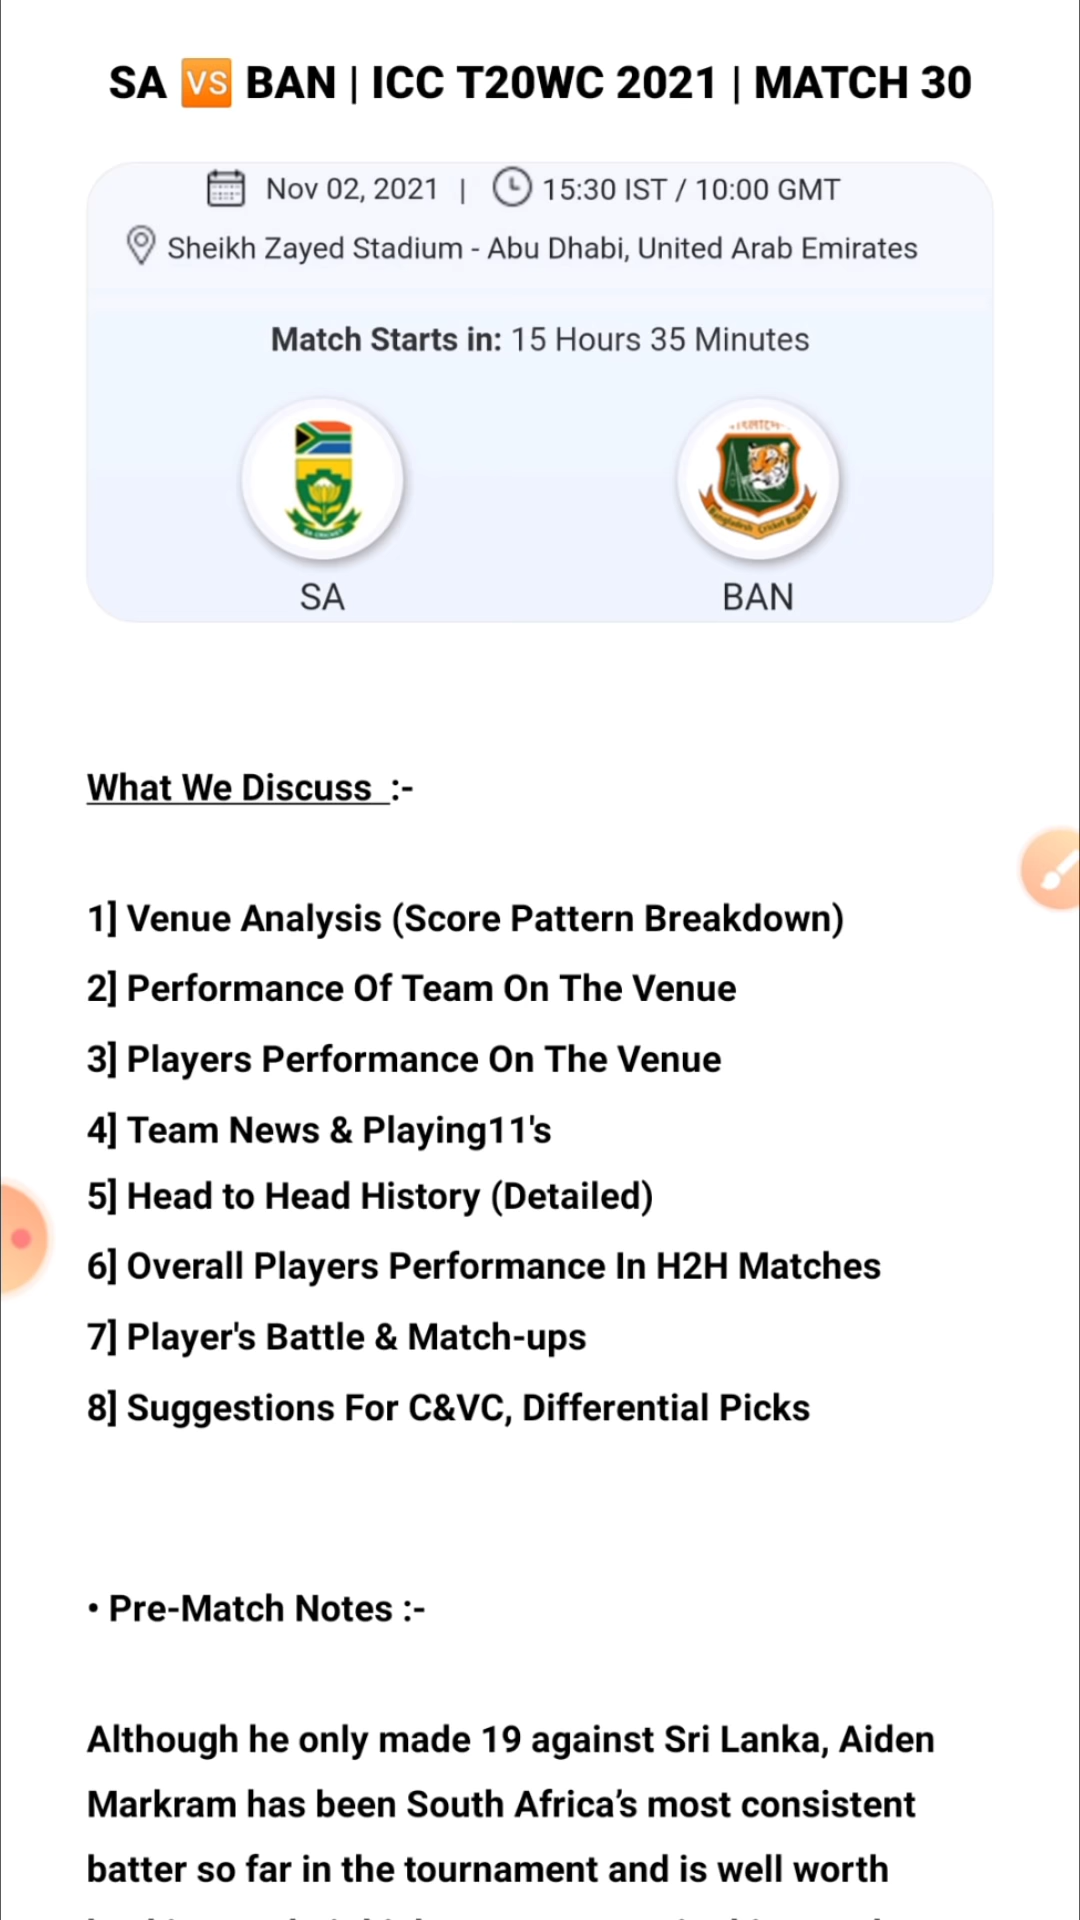 SA VS BAN | ICC T20WC 2021 | MATCH 30
Nov 02, 2021 | 15:30 IST / 10:00 GMT
Sheikh Zayed Stadium - Abu Dhabi, United Arab Emirates
Match Starts in: 15 Hours 35 Minutes
SA BAN
What We Discuss :-
1] Venue Analysis (Score Pattern Breakdown)
2] Performance Of Team On The Venue
3] Players Performance On The Venue
4] Team News & Playing11's
5] Head to Head History (Detailed)
6] Overall Players Performance In H2H Matches
7] Player's Battle & Match-ups
8] Suggestions For C&VC, Differential Picks
• Pre-Match Notes :-
Although he only made 19 against Sri Lanka, Aiden
Markram has been South Africa’s most consistent
batter so far in the tournament and is well worth